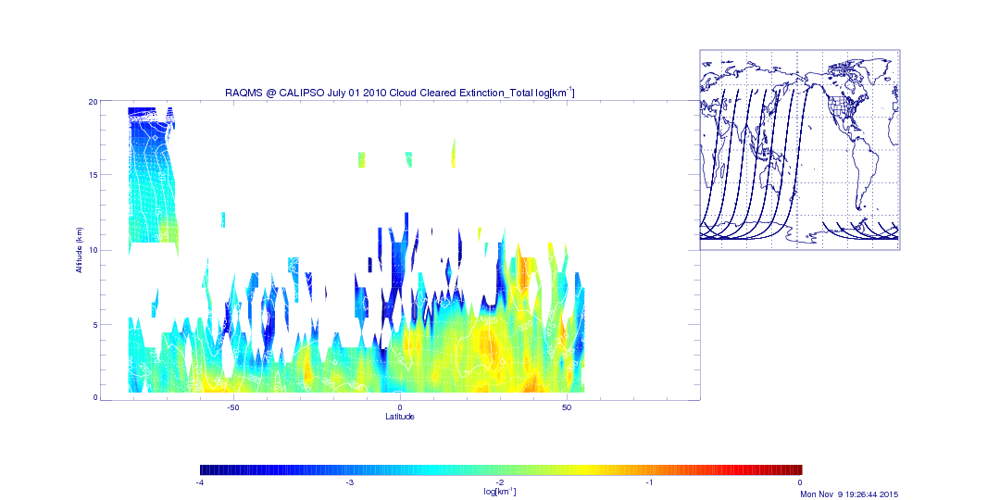 RAQMS @ CALIPSO July 01 2010 Cloud Cleared Extinction_Total log[km⁻¹]
20
15
10
5
0
Altitude (km)
-50
0
50
Latitude
-4
-3
-2
-1
0
log[km⁻¹]
Mon Nov 9 19:26:44 2015